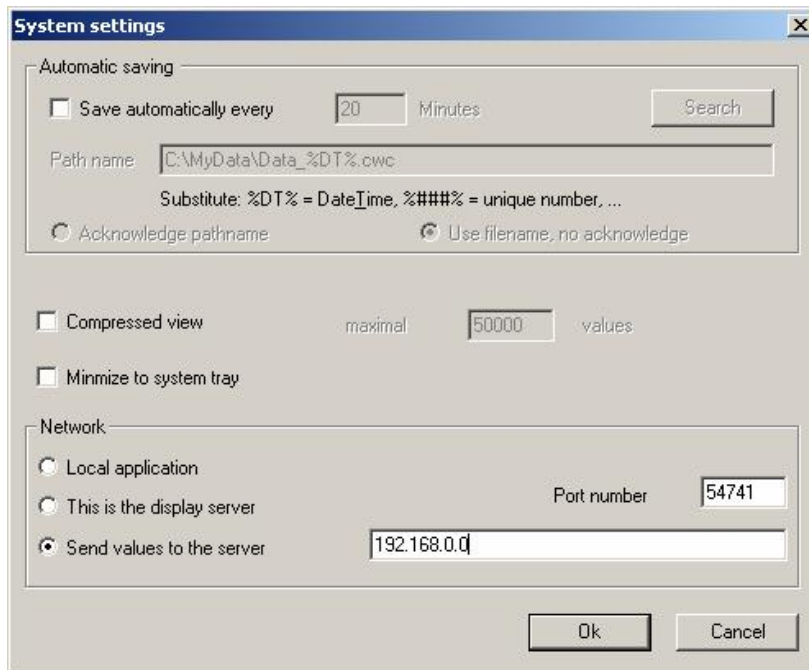 System settings
Automatic saving
Save automatically every 20 Minutes Search
Path name C:\MyData\Data_%DT%.cwc
Substitute: %DT% = DateTime, %###% = unique number, ...
Acknowledge pathname Use filename, no acknowledge
Compressed view maximal 50000 values
Minmize to system tray
Network
Local application
This is the display server Port number 54741
Send values to the server 192.168.0.0
Ok Cancel